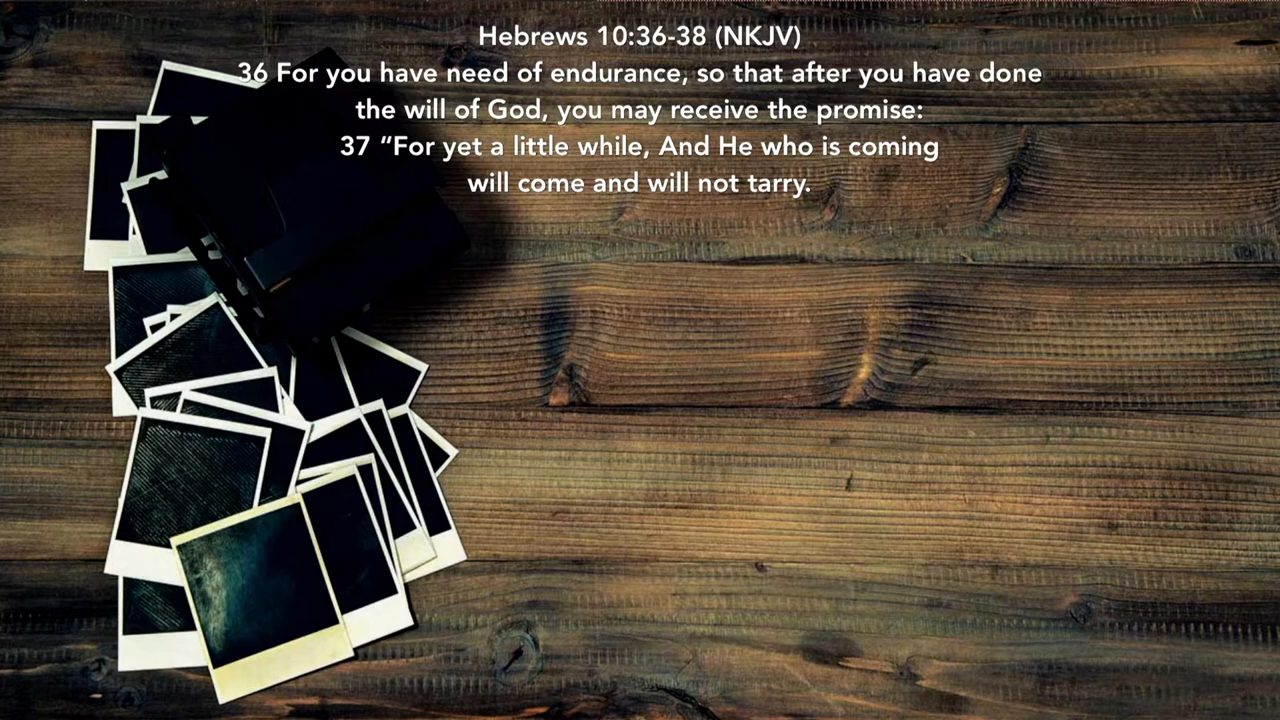 Hebrews 10:36-38 (NKJV)
36 For you have need of endurance, so that after you have done
the will of God, you may receive the promise:
37 “For yet a little while, And He who is coming
will come and will not tarry.